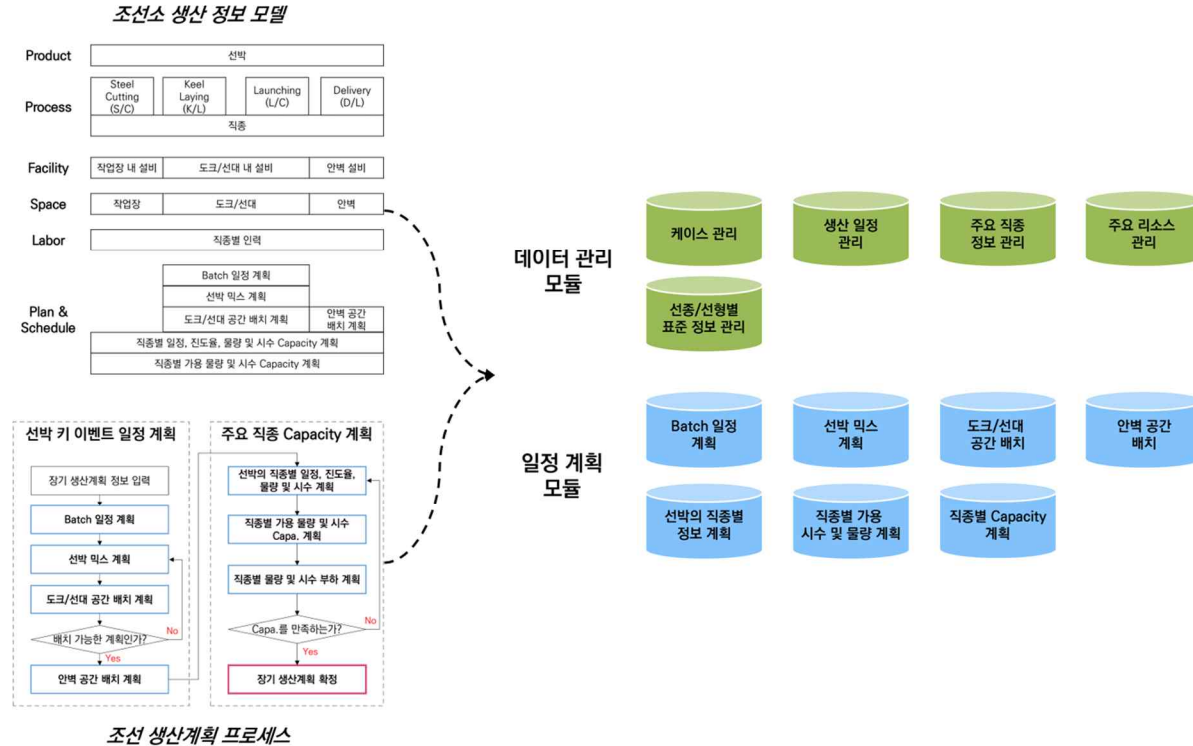 조선소 생산 정보 모델
Product
선박
Process
Steel
Cutting
(S/C)
Keel
Laying
(K/L)
Launching
(L/C)
Delivery
(D/L)
직종
Facility
작업장 내 설비
도크/선대 내 설비
안벽 설비
Space
작업장
도크/선대
안벽
Labor
직종별 인력
Plan &
Schedule
Batch 일정 계획
선박 믹스 계획
도크/선대 공간 배치 계획
안벽 공간
배치 계획
직종별 일정, 진도율, 물량 및 시수 Capacity 계획
직종별 가용 물량 및 시수 Capacity 계획
선박 키 이벤트 일정 계획
장기 생산계획 정보 입력
Batch 일정 계획
선박 믹스 계획
도크/선대 공간 배치 계획
배치 가능한 계획인가?
No
Yes
안벽 공간 배치 계획
주요 직종 Capacity 계획
선박의 직종별 일정, 진도율,
물량 및 시수 계획
직종별 가용 물량 및 시수
Capa. 계획
직종별 물량 및 시수 부하 계획
Capa.를 만족하는가?
No
Yes
장기 생산계획 확정
조선 생산계획 프로세스
데이터 관리
모듈
케이스 관리
생산 일정
관리
주요 직종
정보 관리
주요 리소스
관리
선종/선형별
표준 정보 관리
일정 계획
모듈
Batch 일정
계획
선박 믹스
계획
도크/선대
공간 배치
안벽 공간
배치
선박의 직종별
정보 계획
직종별 가용
시수 및 물량 계획
직종별 Capacity
계획